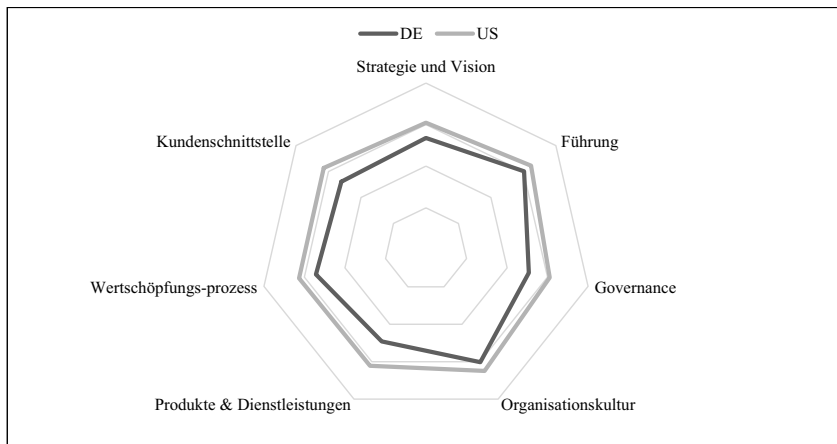 DE US
Strategie und Vision
Kundenschnittstelle
Führung
Wertschöpfungs-prozess
Governance
Produkte & Dienstleistungen
Organisationskultur